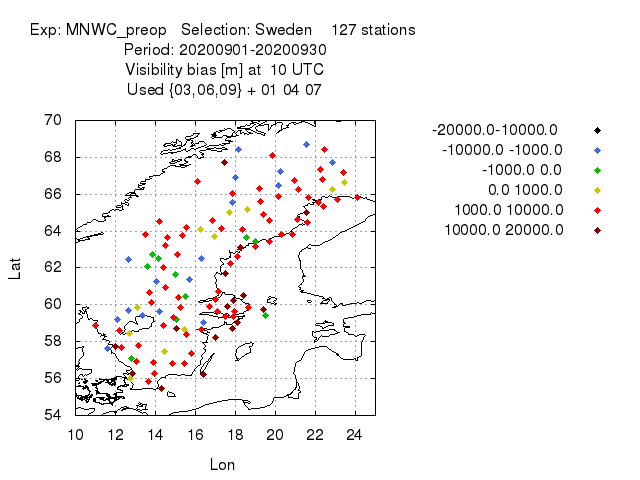 Exp: MNWC_preop   Selection: Sweden    127 stations
Period: 20200901-20200930
Visibility bias [m] at  10 UTC
Used {03,06,09} + 01 04 07
-20000.0-10000.0
-10000.0 -1000.0
-1000.0 0.0
0.0 1000.0
1000.0 10000.0
10000.0 20000.0
70
68
66
64
62
60
58
56
54
Lat
10 12 14 16 18 20 22 24
Lon